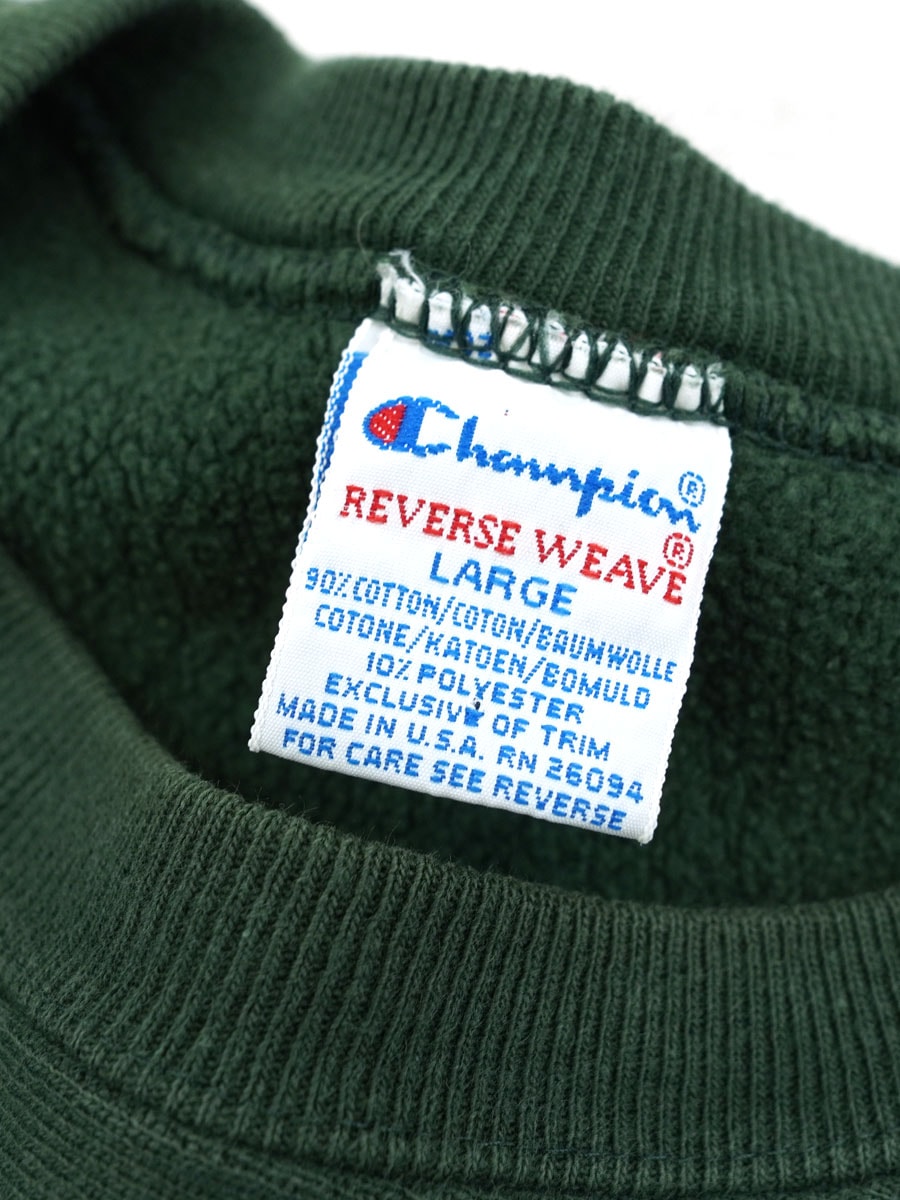 Champion®
REVERSE WEAVE®
LARGE
90% COTTON/COTON/BAUMWOLLE
COTONE/KATOEN/BOMULD
10% POLYESTER
EXCLUSIVE OF TRIM
MADE IN U.S.A. RN 26094
FOR CARE SEE REVERSE